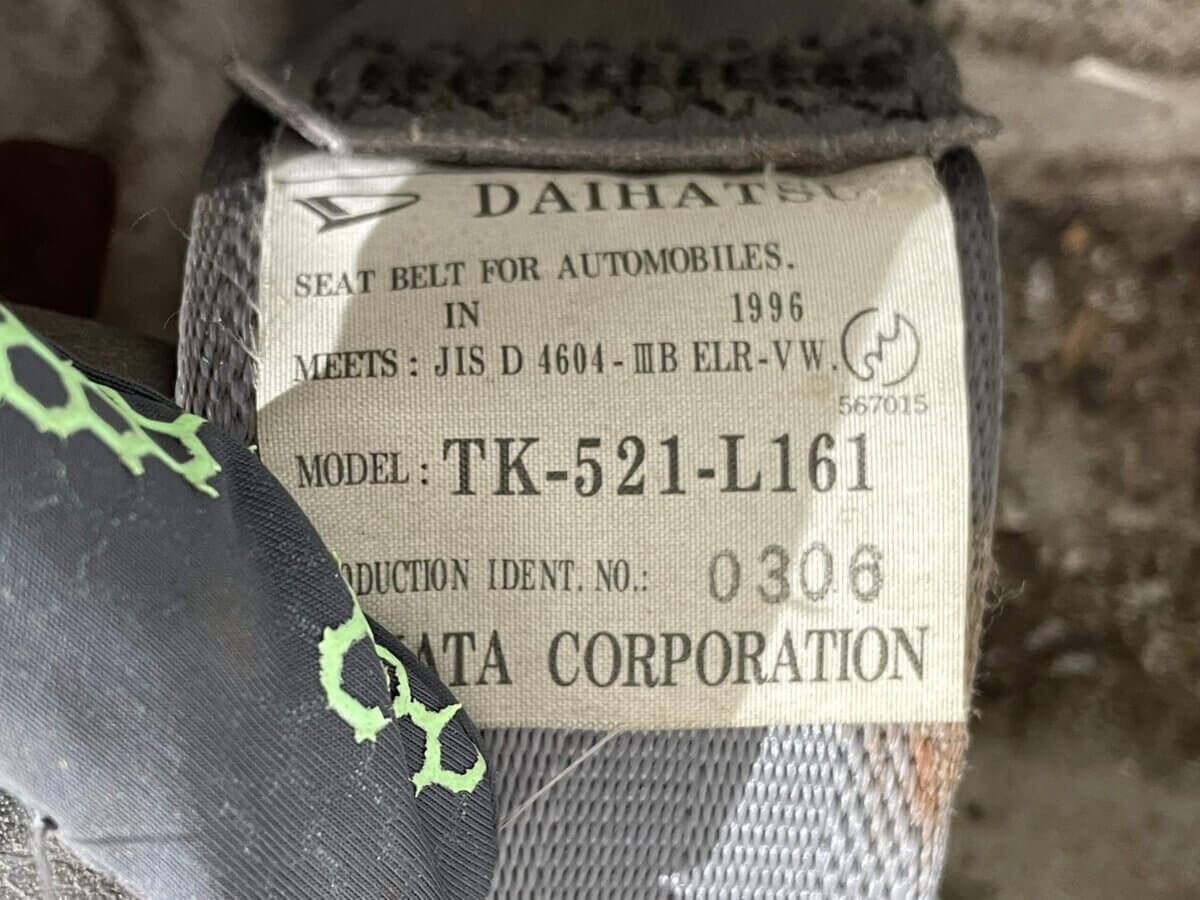 DAIHATSU
SEAT BELT FOR AUTOMOBILES.
IN 1996
MEETS : JIS D 4604-ⅢB ELR-VW.
567015
MODEL : TK-521-L161
ODUCTION IDENT. NO.: 0306
ATA CORPORATION